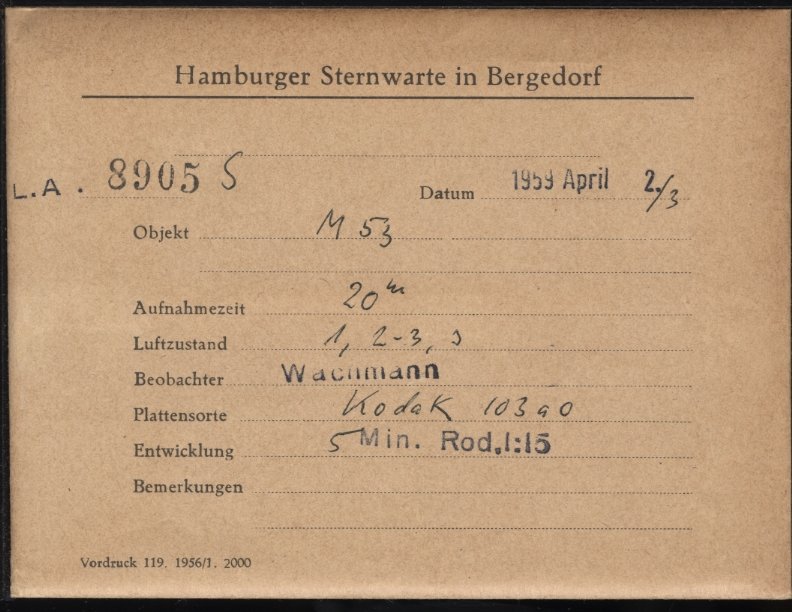 Hamburger Sternwarte in Bergedorf
L.A. 8905 S
Datum 1959 April 2./3
Objekt M 53
Aufnahmezeit 20m
Luftzustand 1, 2-3, 3
Beobachter Wachmann
Plattensorte Kodak 103a0
Entwicklung 5 Min. Rod.1:15
Bemerkungen
Vordruck 119. 1956/1. 2000